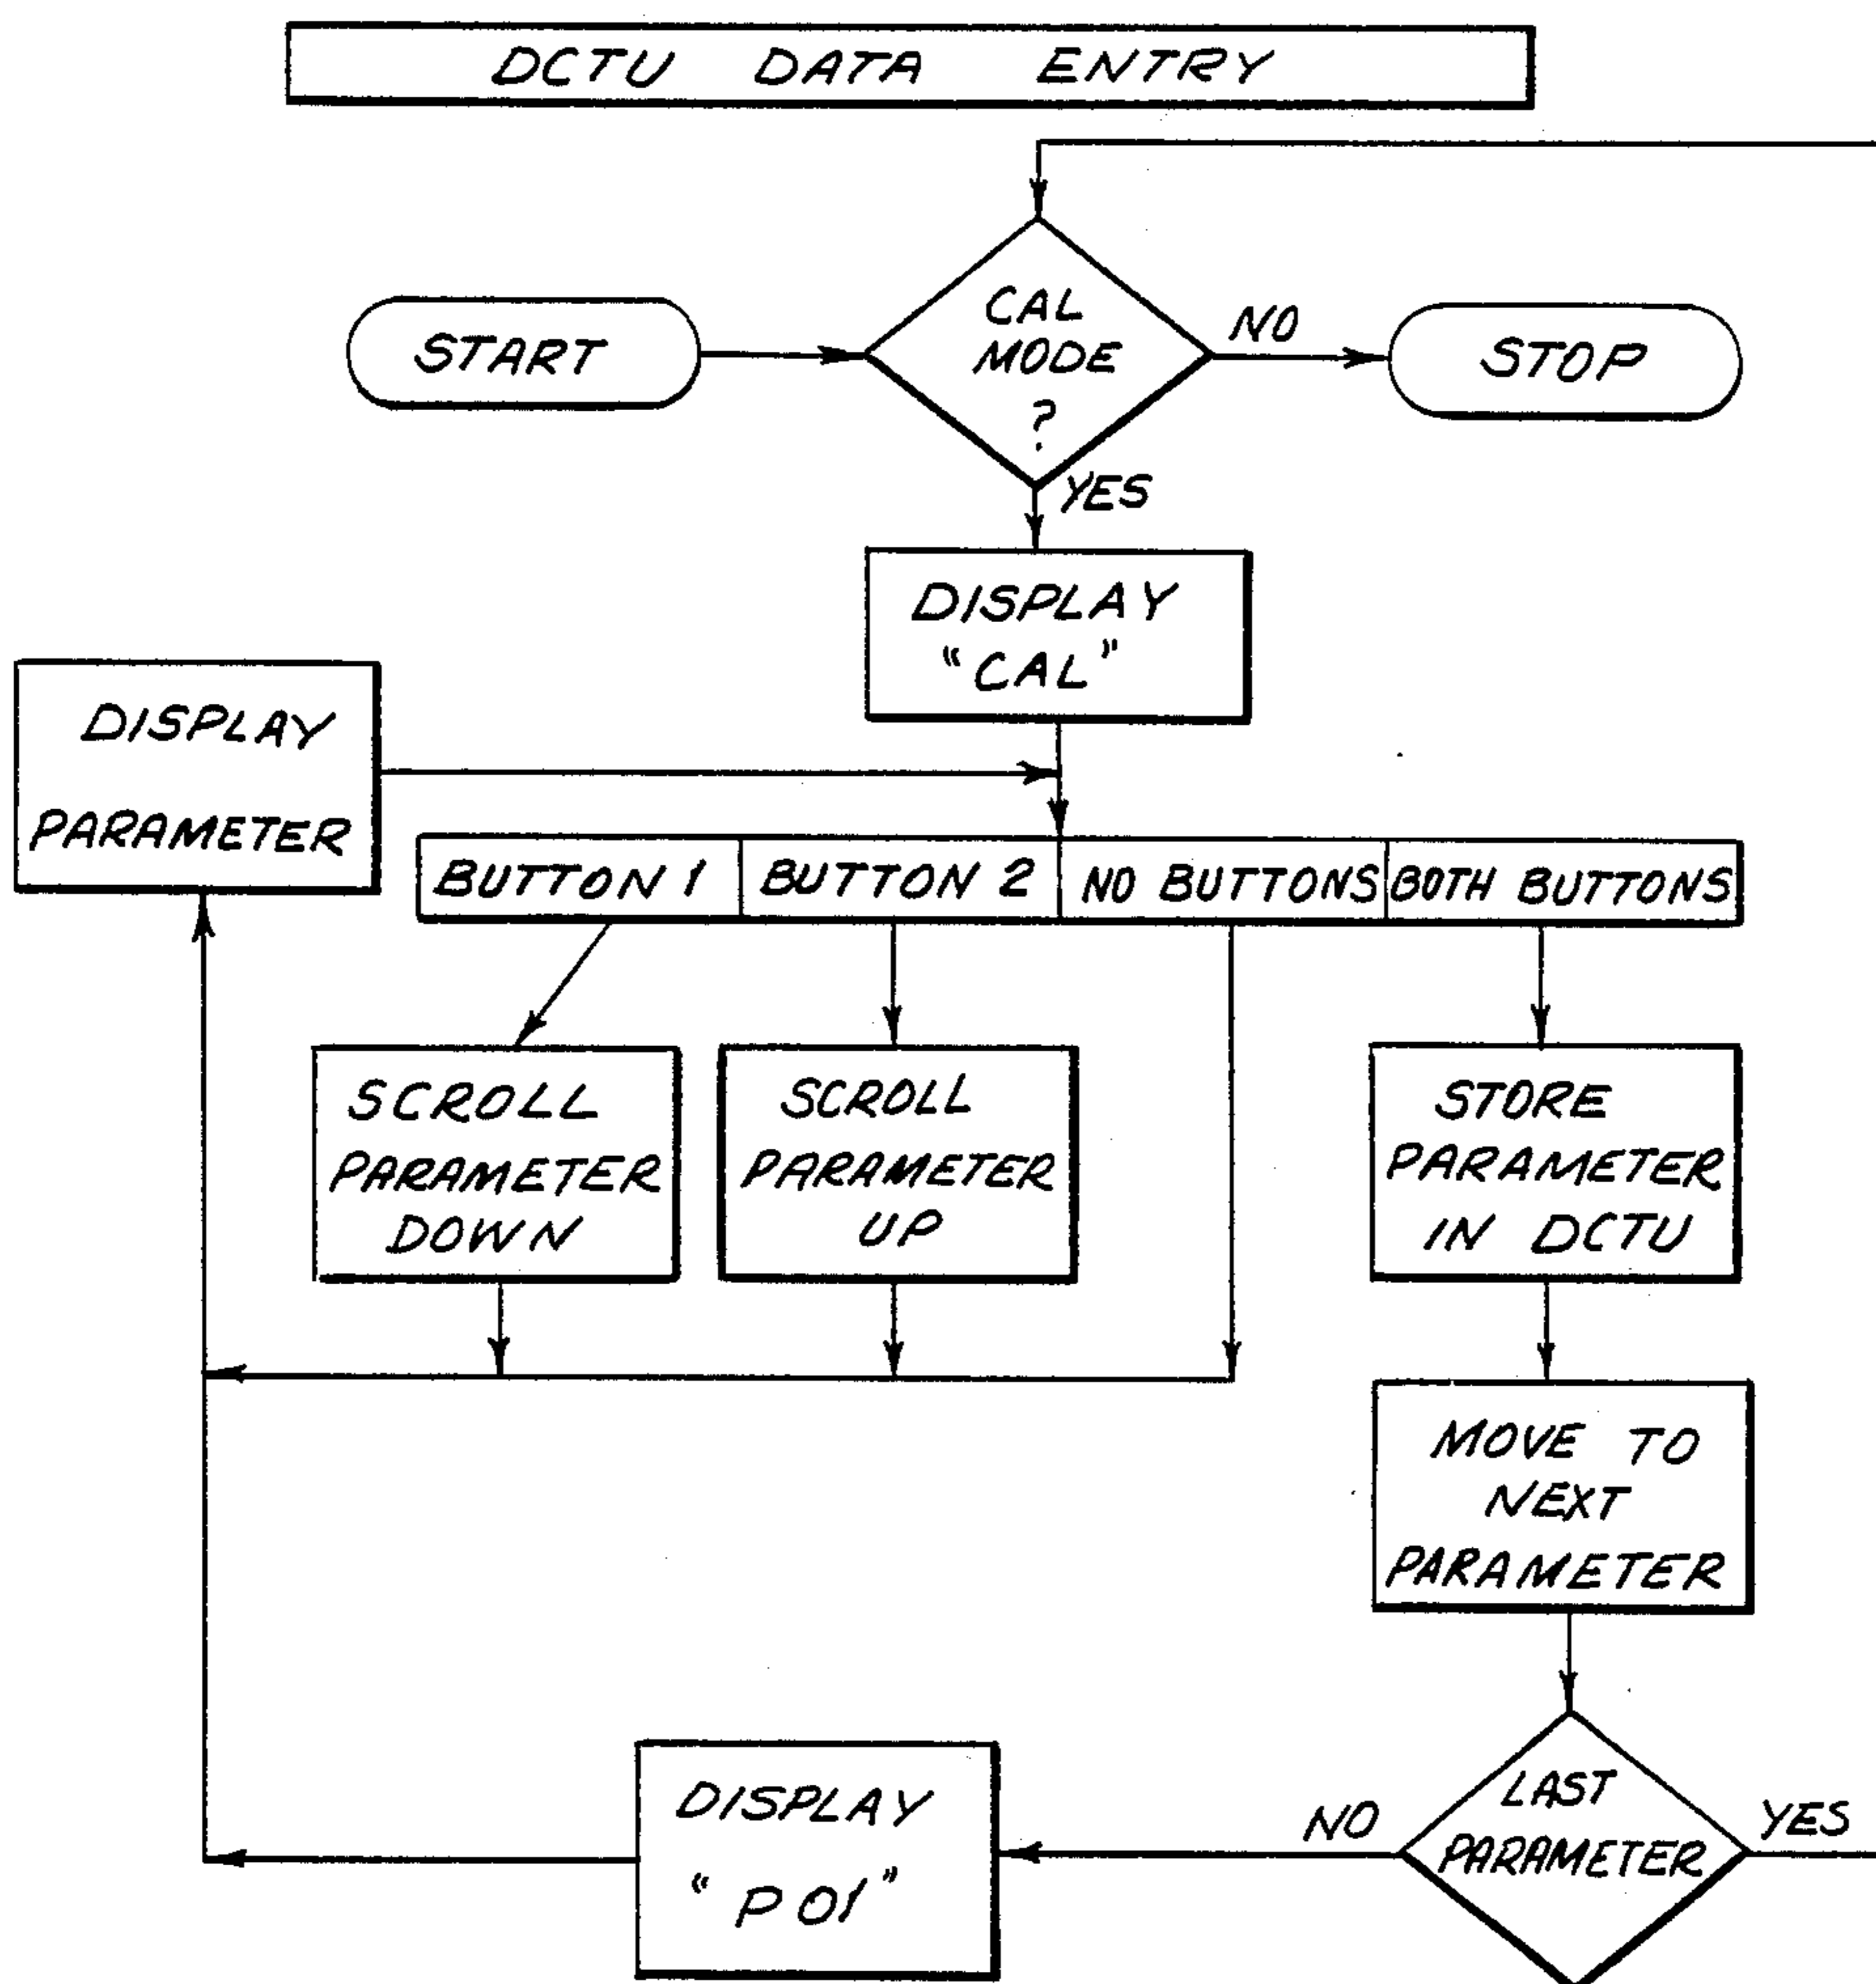 DCTU DATA ENTRY
START
CAL
MODE
?
NO
STOP
YES
DISPLAY
"CAL"
DISPLAY
PARAMETER
BUTTON 1
BUTTON 2
NO BUTTONS
BOTH BUTTONS
SCROLL
PARAMETER
DOWN
SCROLL
PARAMETER
UP
STORE
PARAMETER
IN DCTU
MOVE TO
NEXT
PARAMETER
LAST
PARAMETER
NO
YES
DISPLAY
"P01"